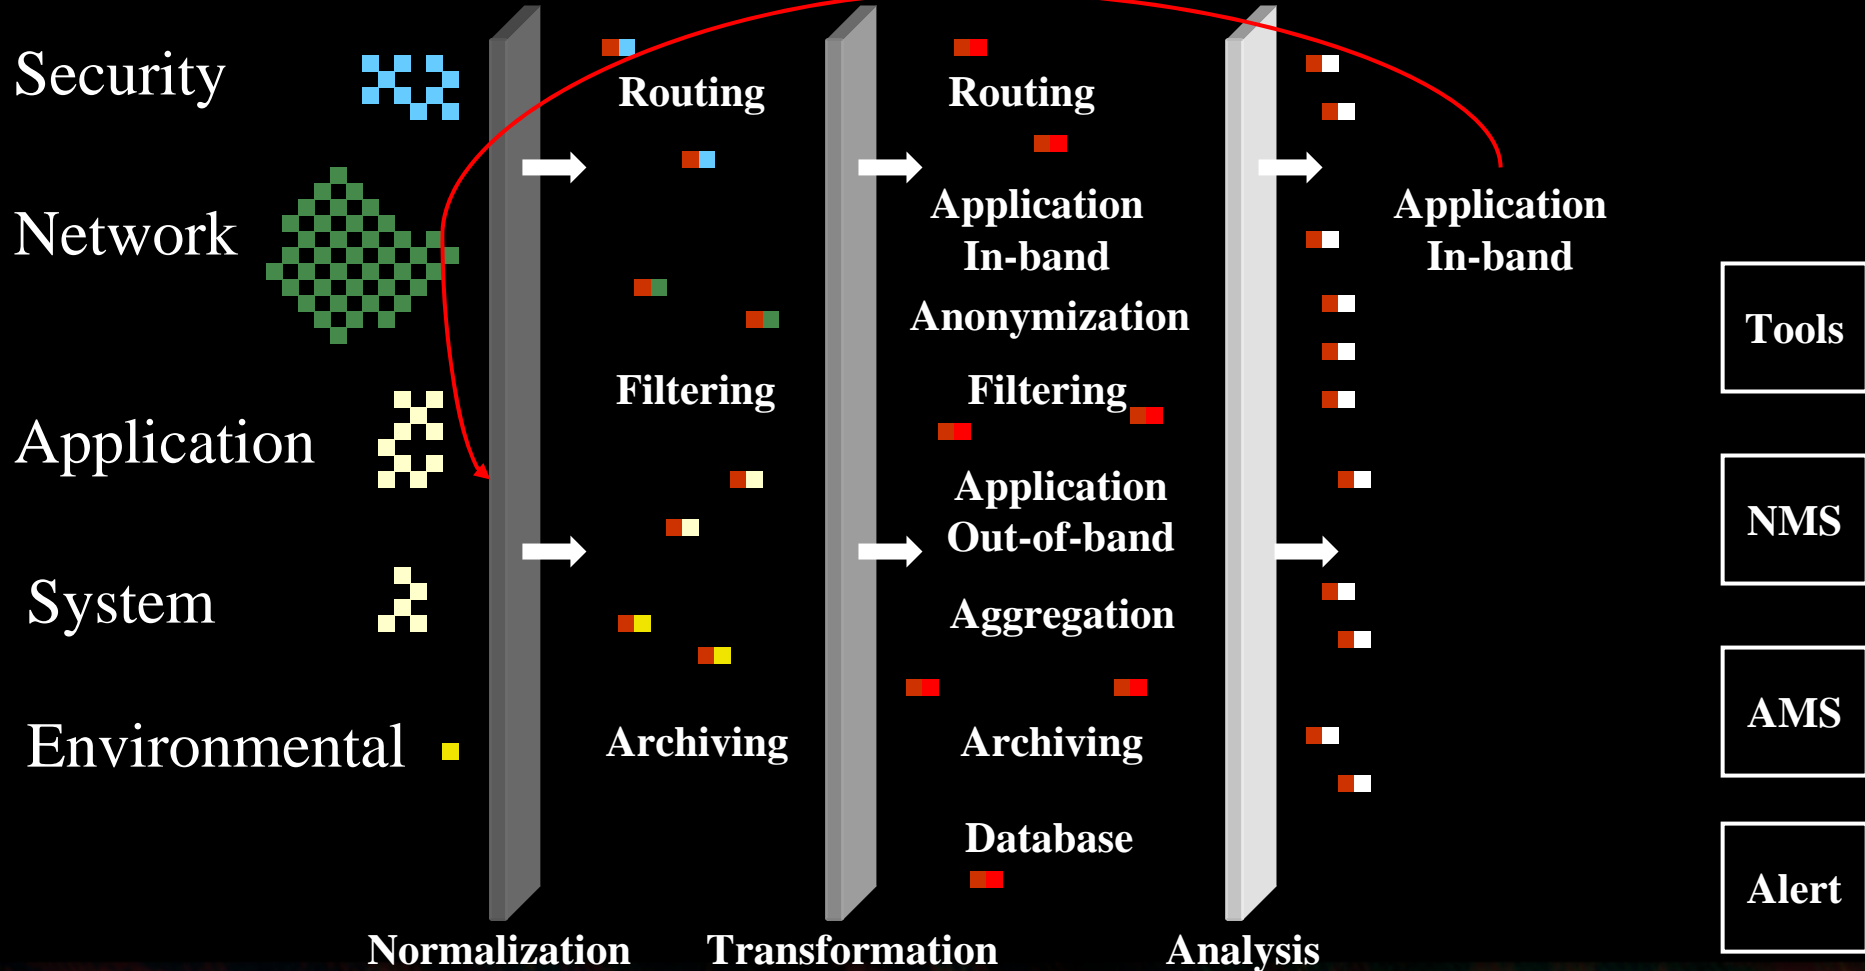 Security
Network
Application
System
Environmental
Routing
Filtering
Archiving
Routing
Application
In-band
Anonymization
Filtering
Application
Out-of-band
Aggregation
Archiving
Database
Application
In-band
Tools
NMS
AMS
Alert
Normalization
Transformation
Analysis